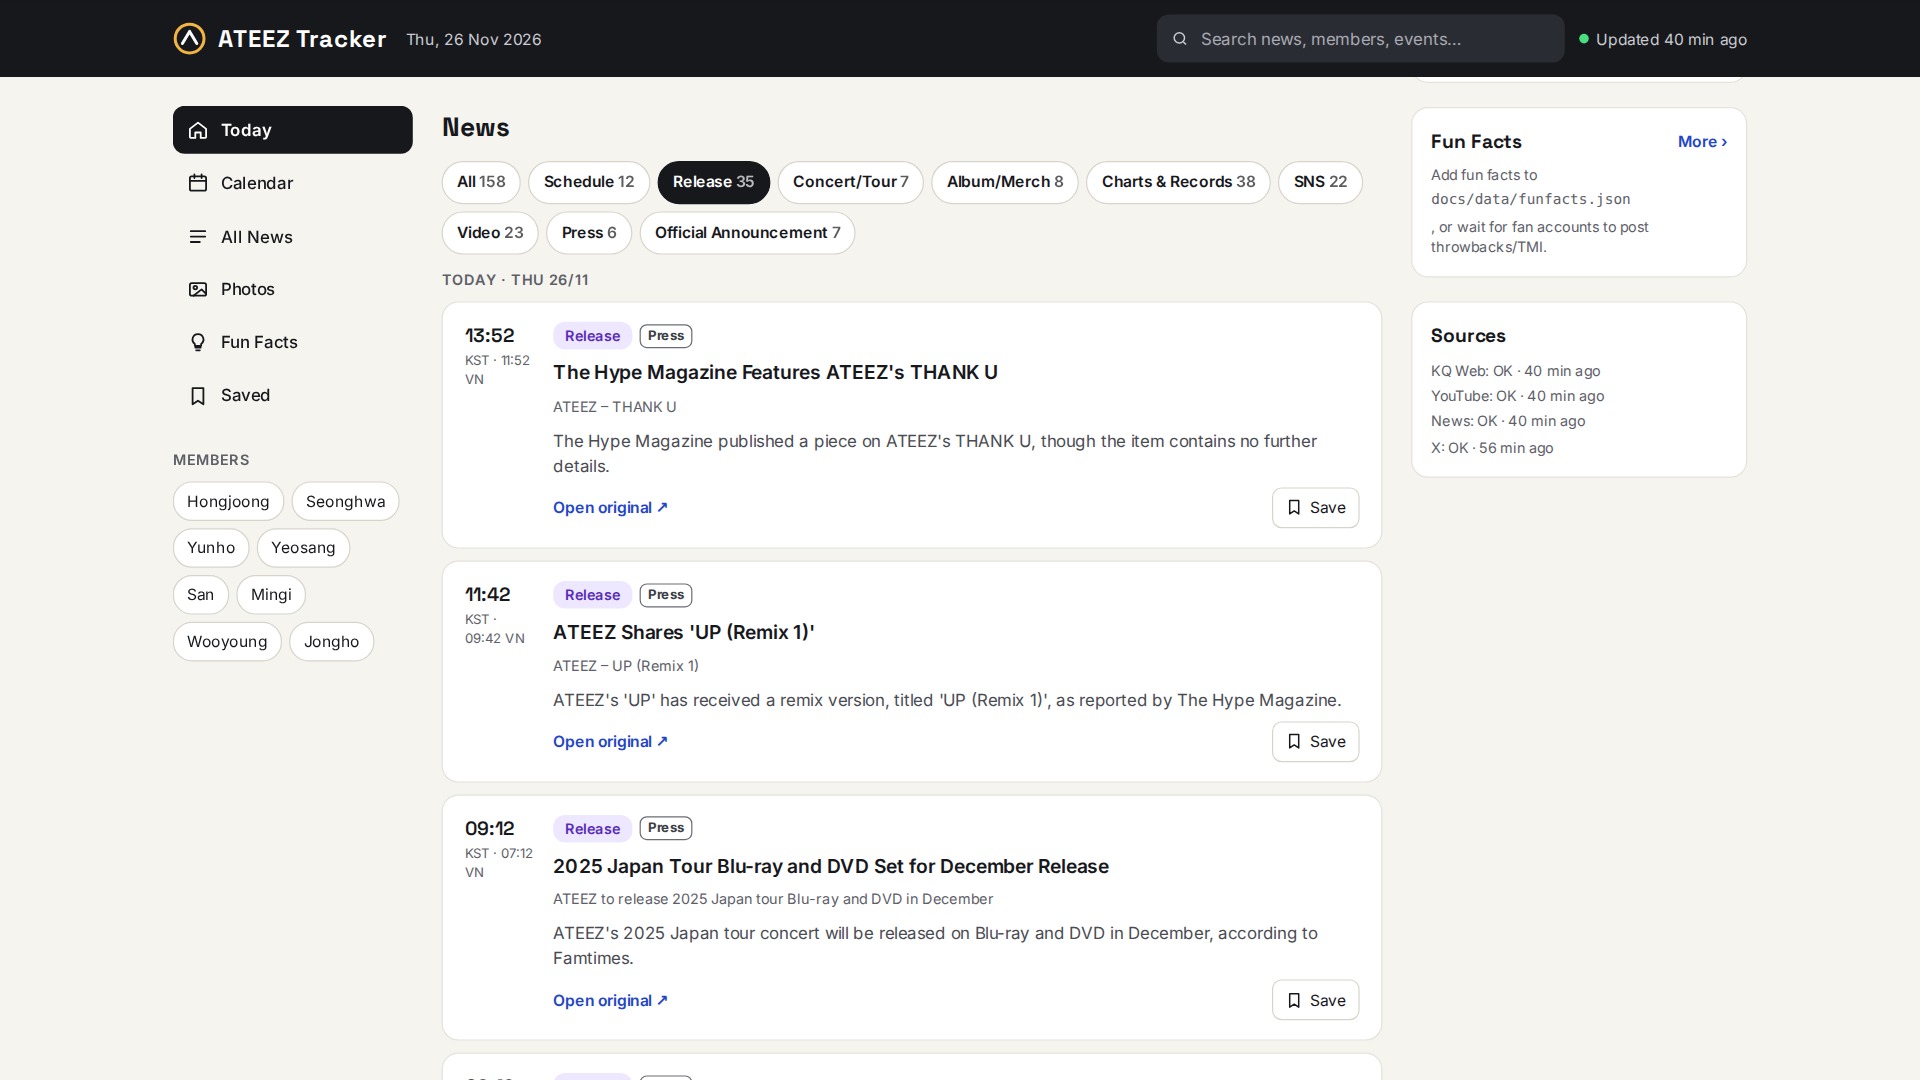 ATEEZ Tracker
Thu, 26 Nov 2026
Search news, members, events...
Updated 40 min ago
Today
Calendar
All News
Photos
Fun Facts
Saved
MEMBERS
Hongjoong
Seonghwa
Yunho
Yeosang
San
Mingi
Wooyoung
Jongho
News
All 158
Schedule 12
Release 35
Concert/Tour 7
Album/Merch 8
Charts & Records 38
SNS 22
Video 23
Press 6
Official Announcement 7
TODAY · THU 26/11
13:52
KST · 11:52
VN
Release
Press
The Hype Magazine Features ATEEZ's THANK U
ATEEZ – THANK U
The Hype Magazine published a piece on ATEEZ's THANK U, though the item contains no further
details.
Open original ↗
Save
11:42
KST ·
09:42 VN
Release
Press
ATEEZ Shares 'UP (Remix 1)'
ATEEZ – UP (Remix 1)
ATEEZ's 'UP' has received a remix version, titled 'UP (Remix 1)', as reported by The Hype Magazine.
Open original ↗
Save
09:12
KST · 07:12
VN
Release
Press
2025 Japan Tour Blu-ray and DVD Set for December Release
ATEEZ to release 2025 Japan tour Blu-ray and DVD in December
ATEEZ's 2025 Japan tour concert will be released on Blu-ray and DVD in December, according to
Famtimes.
Open original ↗
Save
Fun Facts
More ›
Add fun facts to
docs/data/funfacts.json
, or wait for fan accounts to post
throwbacks/TMI.
Sources
KQ Web: OK · 40 min ago
YouTube: OK · 40 min ago
News: OK · 40 min ago
X: OK · 56 min ago